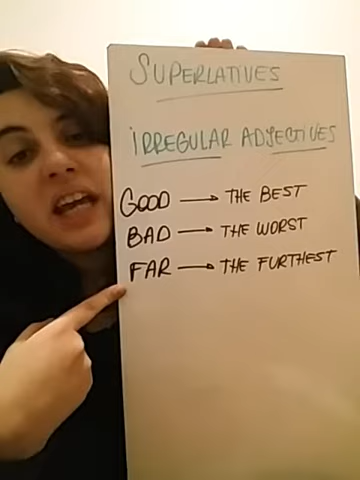 SUPERLATIVES
IRREGULAR ADJECTIVES
GOOD → THE BEST
BAD → THE WORST
FAR → THE FURTHEST